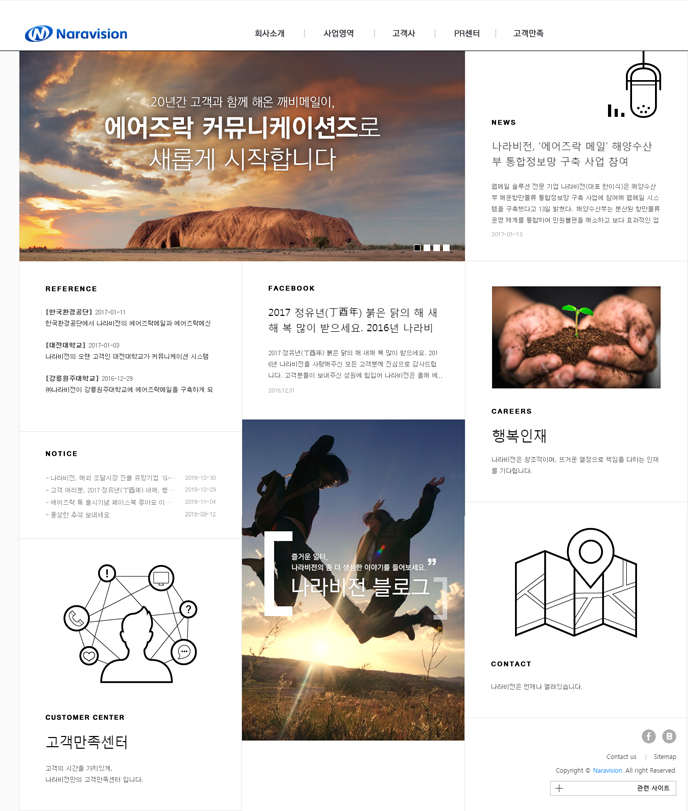 Naravision
회사소개
사업영역
고객사
PR센터
고객만족
20년간 고객과 함께 해온 깨비메일이,
에어즈락 커뮤니케이션즈로
새롭게 시작합니다
NEWS
나라비전, '에어즈락 메일' 해양수산
부 통합정보망 구축 사업 참여
웹메일 솔루션 전문 기업 나라비전(대표 한이식)은 해양수산
부 해운항만물류 통합정보망 구축 사업에 참여해 웹메일 시스
템을 구축했다고 13일 밝혔다. 해양수산부는 분산된 항만물류
운영 체계를 통합하여 민원불편을 해소하고 보다 효과적인 업
2017-01-13
REFERENCE
[한국환경공단] 2017-01-11
한국환경공단에서 나라비전의 에어즈락메일과 에어즈락메신
[대전대학교] 2017-01-03
나라비전의 오랜 고객인 대전대학교가 커뮤니케이션 시스템
[강릉원주대학교] 2016-12-29
㈜나라비전이 강릉원주대학교에 에어즈락메일을 구축하게 되
FACEBOOK
2017 정유년(丁酉年) 붉은 닭의 해 새
해 복 많이 받으세요. 2016년 나라비
2017 정유년(丁酉年) 붉은 닭의 해 새해 복 많이 받으세요. 201
6년 나라비전을 사랑해주신 모든 고객분께 진심으로 감사드립
니다. 고객분들이 보내주신 성원에 힘입어 나라비전은 올해 에...
2016.12.31
CAREERS
행복인재
나라비전은 창조적이며, 뜨거운 열정으로 책임을 다하는 인재
를 기다립니다.
NOTICE
- 나라비전, 해외 조달시장 진출 유망기업 'G-… 2016-12-30
- 고객 여러분, 2017 정유년(丁酉年) 새해, 행… 2016-12-29
- 에어즈락 톡 출시기념 페이스북 좋아요 이… 2016-11-04
- 풍성한 추석 보내세요 2016-09-12
즐거운 일터,
나라비전의 좀 더 생생한 이야기를 들어보세요.
나라비전 블로그
CUSTOMER CENTER
고객만족센터
고객의 시간을 가치있게,
나라비전만의 고객만족센터 입니다.
CONTACT
나라비전은 언제나 열려있습니다.
Contact us | Sitemap
Copyright © Naravision. All right Reserved.
관련 사이트